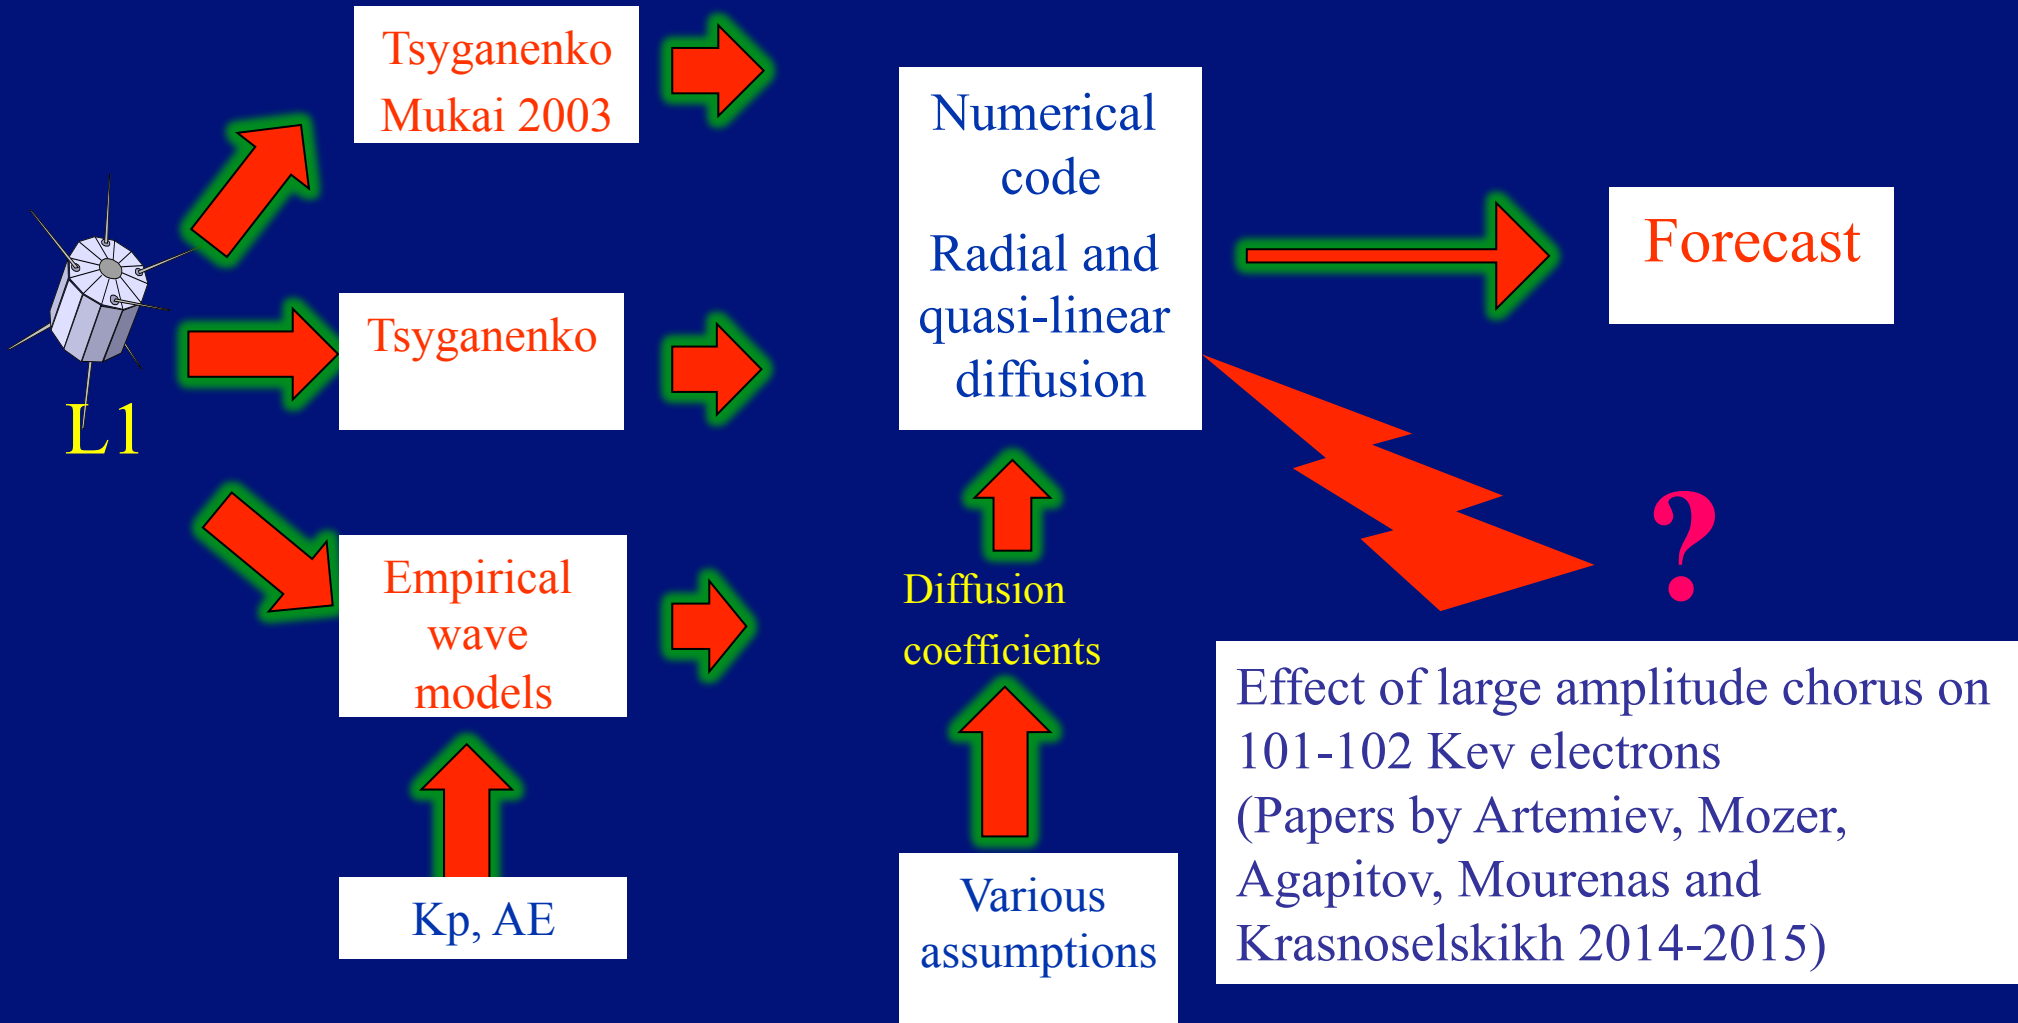 Tsyganenko
Mukai 2003
L1
Tsyganenko
Empirical
wave
models
Kp, AE
Numerical
code
Radial and
quasi-linear
diffusion
Diffusion
coefficients
Various
assumptions
Forecast
?
Effect of large amplitude chorus on
101-102 Kev electrons
(Papers by Artemiev, Mozer,
Agapitov, Mourenas and
Krasnoselskikh 2014-2015)